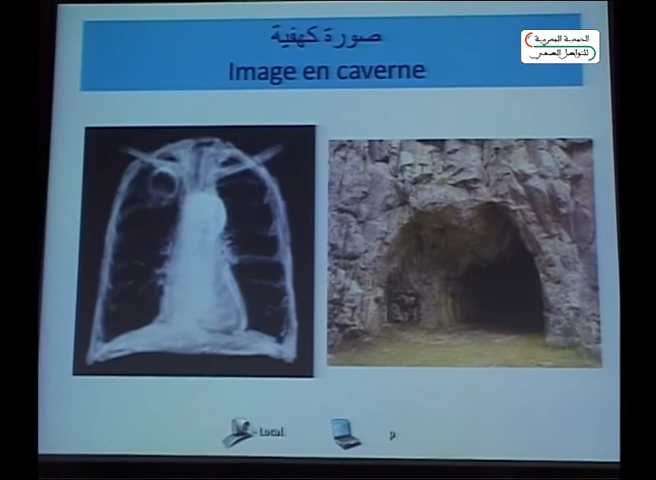 صورة كهفية
Image en caverne
الجمعية المغربية
للتواصل الصحي
Local
p